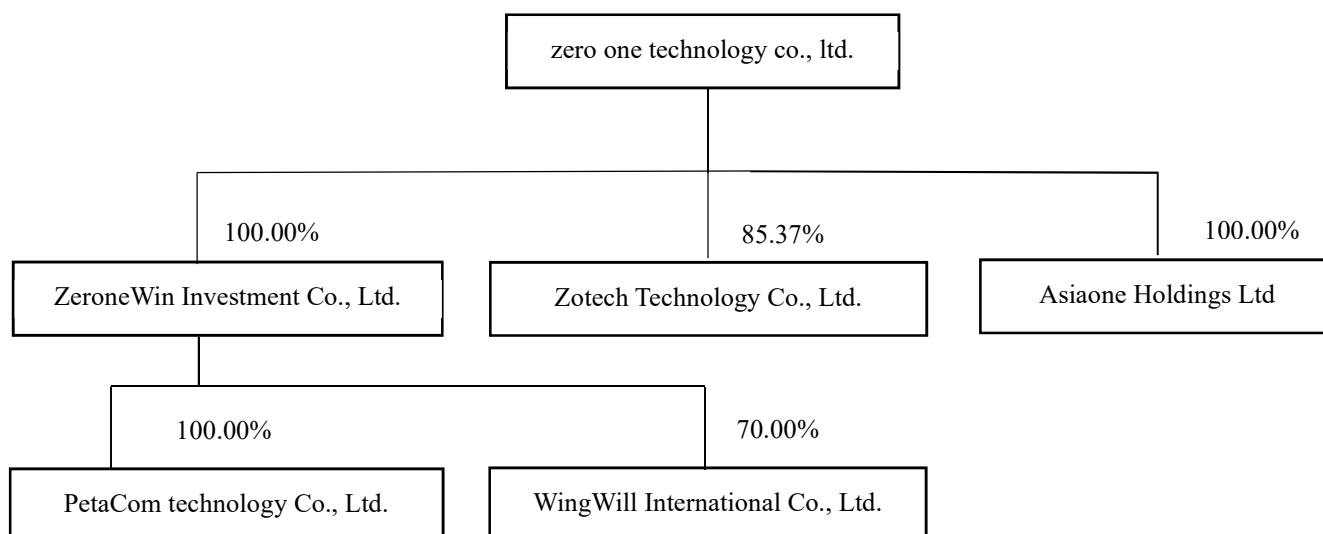 zero one technology co., ltd.
100.00%
85.37%
100.00%
ZeroneWin Investment Co., Ltd.
Zotech Technology Co., Ltd.
Asiaone Holdings Ltd
100.00%
70.00%
PetaCom technology Co., Ltd.
WingWill International Co., Ltd.